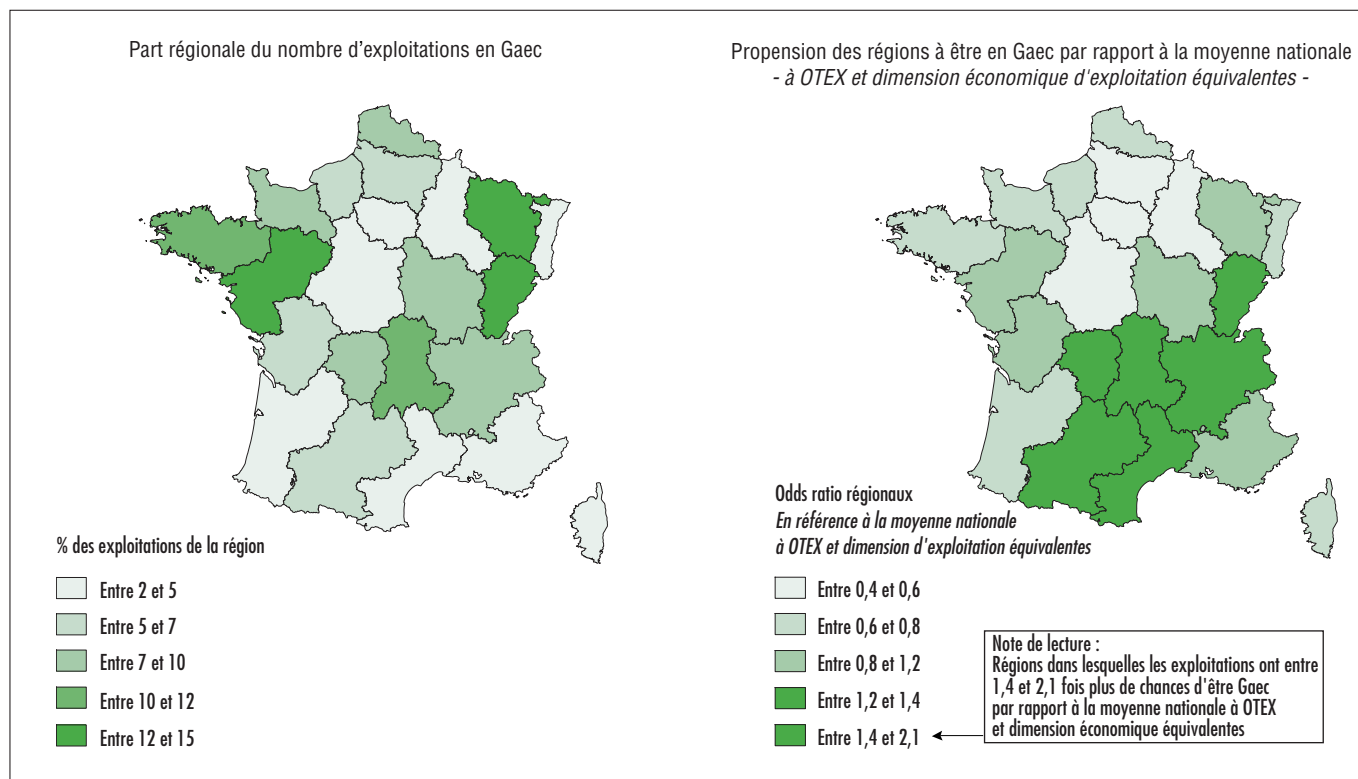 Part régionale du nombre d'exploitations en Gaec
% des exploitations de la région
Entre 2 et 5
Entre 5 et 7
Entre 7 et 10
Entre 10 et 12
Entre 12 et 15
Propension des régions à être en Gaec par rapport à la moyenne nationale
- à OTEX et dimension économique d'exploitation équivalentes -
Odds ratio régionaux
En référence à la moyenne nationale
à OTEX et dimension d'exploitation équivalentes
Entre 0,4 et 0,6
Entre 0,6 et 0,8
Entre 0,8 et 1,2
Entre 1,2 et 1,4
Entre 1,4 et 2,1
Note de lecture :
Régions dans lesquelles les exploitations ont entre
1,4 et 2,1 fois plus de chances d'être Gaec
par rapport à la moyenne nationale à OTEX
et dimension économique équivalentes